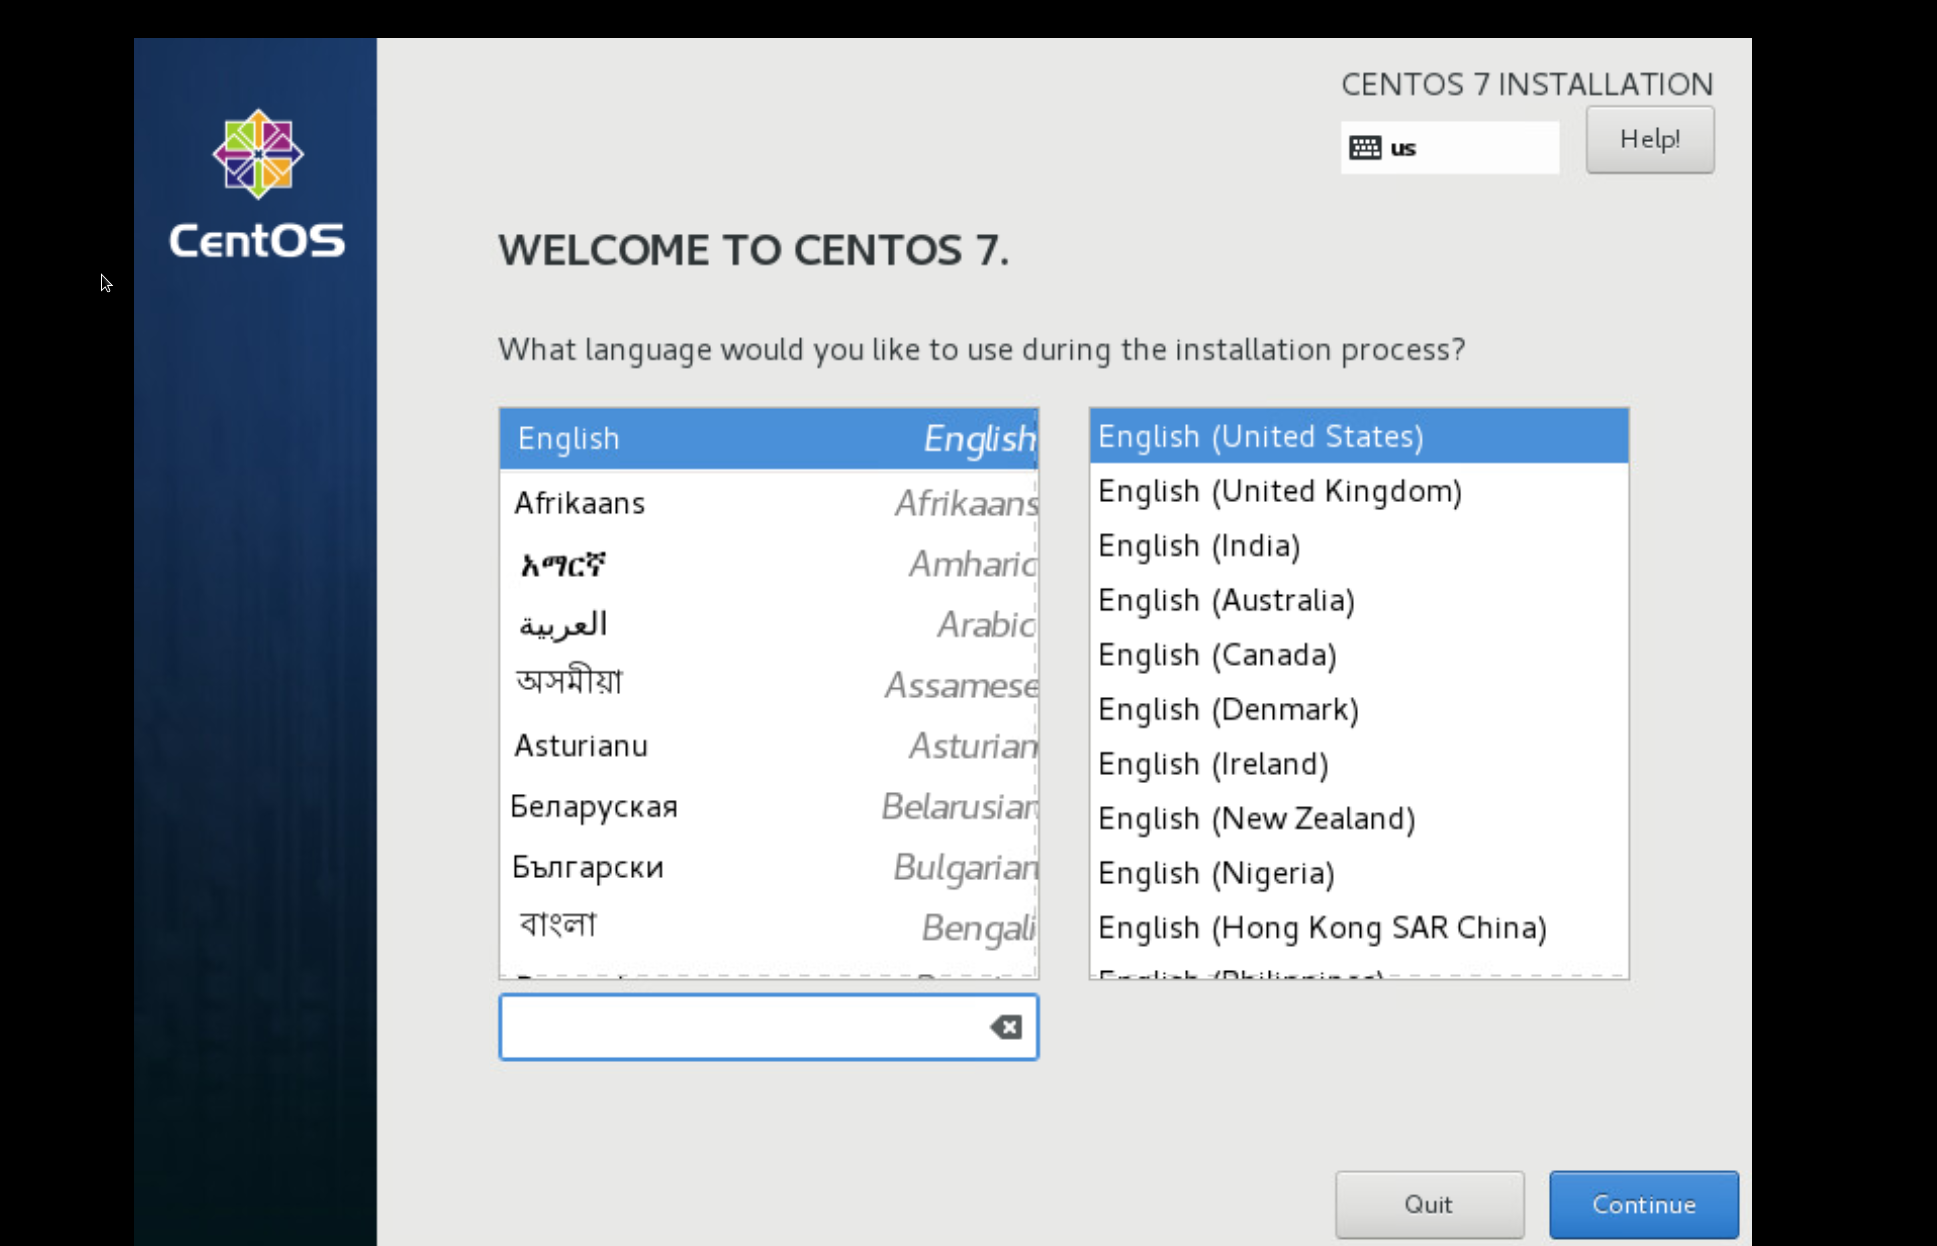 CENTOS 7 INSTALLATION
CentOS
us
Help!
WELCOME TO CENTOS 7.
What language would you like to use during the installation process?
English English
Afrikaans Afrikaans
አማርኛ Amharic
العربية Arabic
অসমীয়া Assamese
Asturianu Asturian
Беларуская Belarusian
Български Bulgarian
বাংলা Bengali
English (United States)
English (United Kingdom)
English (India)
English (Australia)
English (Canada)
English (Denmark)
English (Ireland)
English (New Zealand)
English (Nigeria)
English (Hong Kong SAR China)
English (Philippines)
Quit
Continue